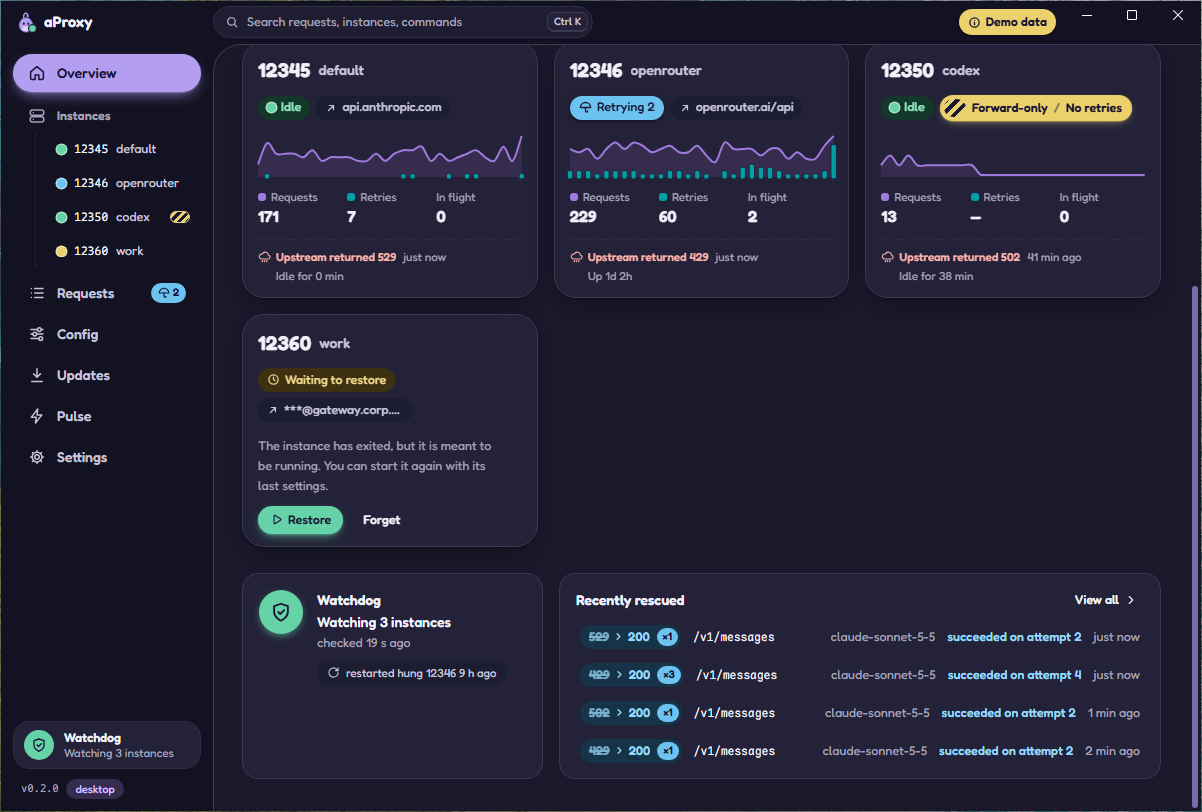 aProxy
Search requests, instances, commands
Ctrl K
Demo data
Overview
Instances
12345 default
12346 openrouter
12350 codex
12360 work
Requests
2
Config
Updates
Pulse
Settings
Watchdog
Watching 3 instances
v0.2.0 desktop
12345 default
Idle
api.anthropic.com
Requests Retries In flight
171 7 0
Upstream returned 529 just now
Idle for 0 min
12346 openrouter
Retrying 2
openrouter.ai/api
Requests Retries In flight
229 60 2
Upstream returned 429 just now
Up 1d 2h
12350 codex
Idle
Forward-only / No retries
Requests Retries In flight
13 – 0
Upstream returned 502 41 min ago
Idle for 38 min
12360 work
Waiting to restore
***@gateway.corp....
The instance has exited, but it is meant to
be running. You can start it again with its
last settings.
Restore Forget
Watchdog
Watching 3 instances
checked 19 s ago
restarted hung 12346 9 h ago
Recently rescued
View all
529 > 200 ×1 /v1/messages claude-sonnet-5-5 succeeded on attempt 2 just now
429 > 200 ×3 /v1/messages claude-sonnet-5-5 succeeded on attempt 4 just now
502 > 200 ×1 /v1/messages claude-sonnet-5-5 succeeded on attempt 2 1 min ago
429 > 200 ×1 /v1/messages claude-sonnet-5-5 succeeded on attempt 2 2 min ago